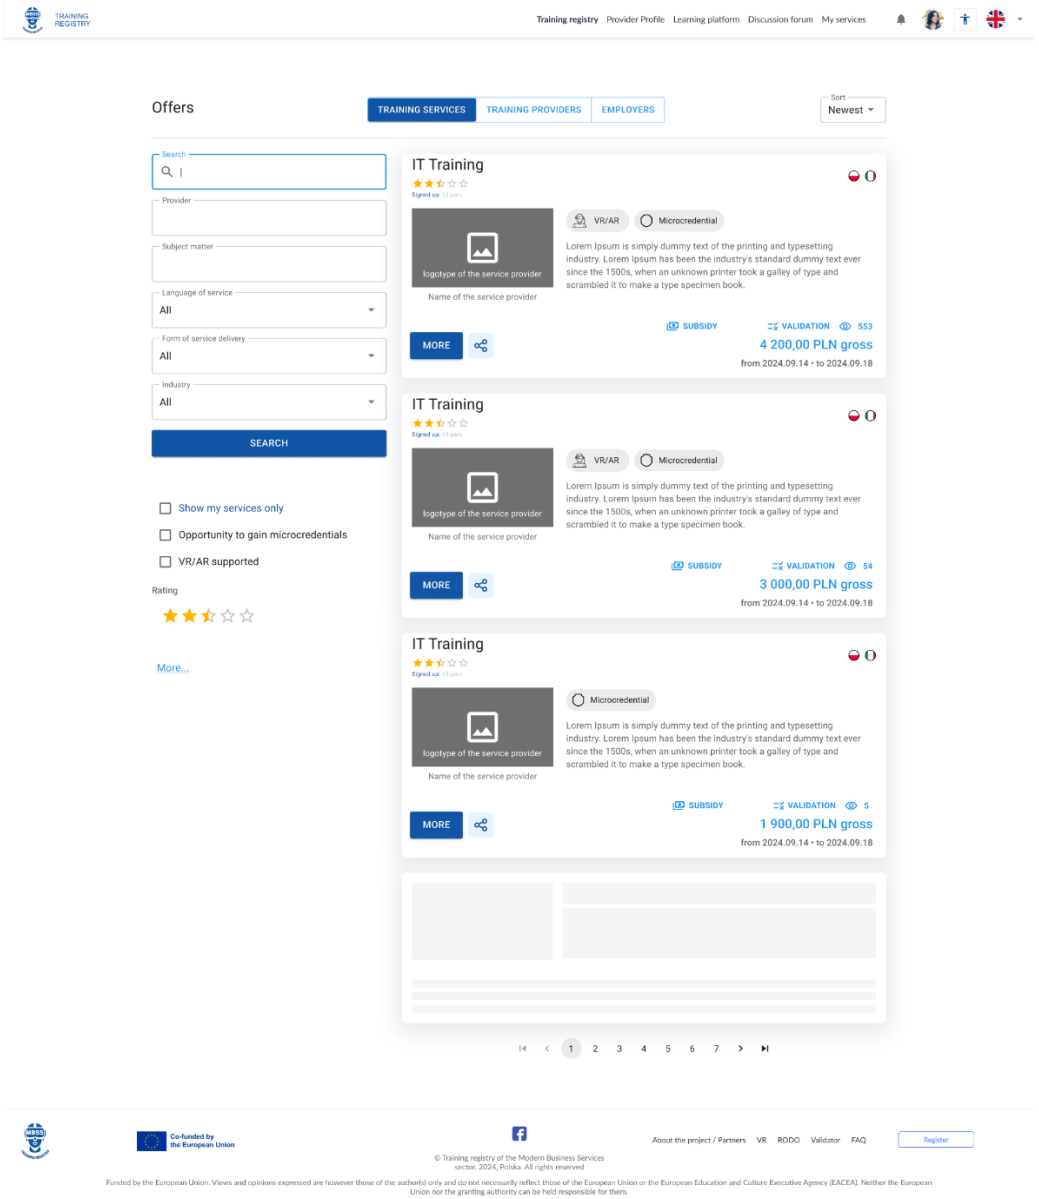 TRAINING
REGISTRY
Training registry Provider Profile Learning platform Discussion forum My services
Offers
TRAINING SERVICES TRAINING PROVIDERS EMPLOYERS
Sort
Newest
Search
Provider
Subject matter
Language of service
All
Form of service delivery
All
Industry
All
SEARCH
Show my services only
Opportunity to gain microcredentials
VR/AR supported
Rating
More...
IT Training
Signed up:
VR/AR Microcredential
logotype of the service provider
Name of the service provider
Lorem Ipsum is simply dummy text of the printing and typesetting
industry. Lorem Ipsum has been the industry's standard dummy text ever
since the 1500s, when an unknown printer took a galley of type and
scrambled it to make a type specimen book.
SUBSIDY VALIDATION 553
MORE
4 200,00 PLN gross
from 2024.09.14 • to 2024.09.18
IT Training
Signed up:
VR/AR Microcredential
logotype of the service provider
Name of the service provider
Lorem Ipsum is simply dummy text of the printing and typesetting
industry. Lorem Ipsum has been the industry's standard dummy text ever
since the 1500s, when an unknown printer took a galley of type and
scrambled it to make a type specimen book.
SUBSIDY VALIDATION 54
MORE
3 000,00 PLN gross
from 2024.09.14 • to 2024.09.18
IT Training
Signed up:
Microcredential
logotype of the service provider
Name of the service provider
Lorem Ipsum is simply dummy text of the printing and typesetting
industry. Lorem Ipsum has been the industry's standard dummy text ever
since the 1500s, when an unknown printer took a galley of type and
scrambled it to make a type specimen book.
SUBSIDY VALIDATION 5
MORE
1 900,00 PLN gross
from 2024.09.14 • to 2024.09.18
1 2 3 4 5 6 7
MBSS
Co-funded by
the European Union
About the project / Partners VR RODO Validator FAQ
Register
© Training registry of the Modern Business Services
sector, 2024, Polska. All rights reserved
Funded by the European Union. Views and opinions expressed are however those of the author(s) only and do not necessarily reflect those of the European Union or the European Education and Culture Executive Agency (EACEA). Neither the European
Union nor the granting authority can be held responsible for them.